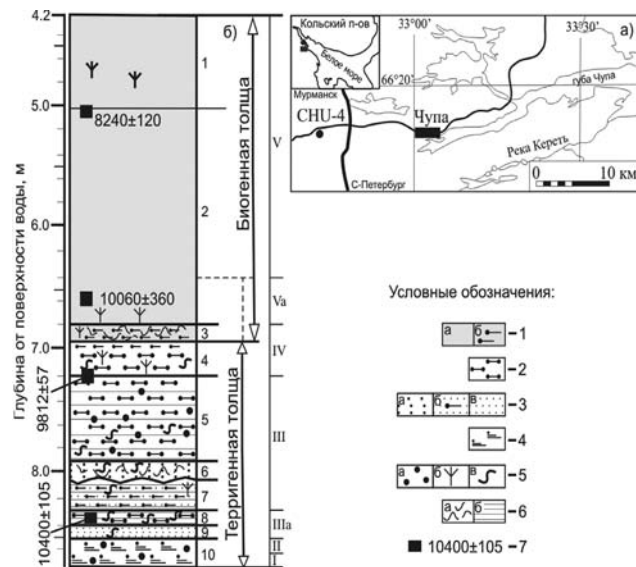 4.2
5.0
6.0
7.0
8.0
Глубина от поверхности воды, м
б)
8240±120
10060±360
9812±57
10400±105
1
2
3
4
5
6
7
8
9
10
Биогенная толща
Терригенная толща
V
Va
IV
III
IIIа
II
I
33°00'
33°30'
а)
66°20'
Кольский п-ов
Белое море
Мурманск
CHU-4
Чупа
губа Чупа
Река Кереть
С-Петербург
0 10 км
Условные обозначения:
а б – 1
– 2
а б в – 3
– 4
а б в – 5
а б – 6
10400±105 – 7